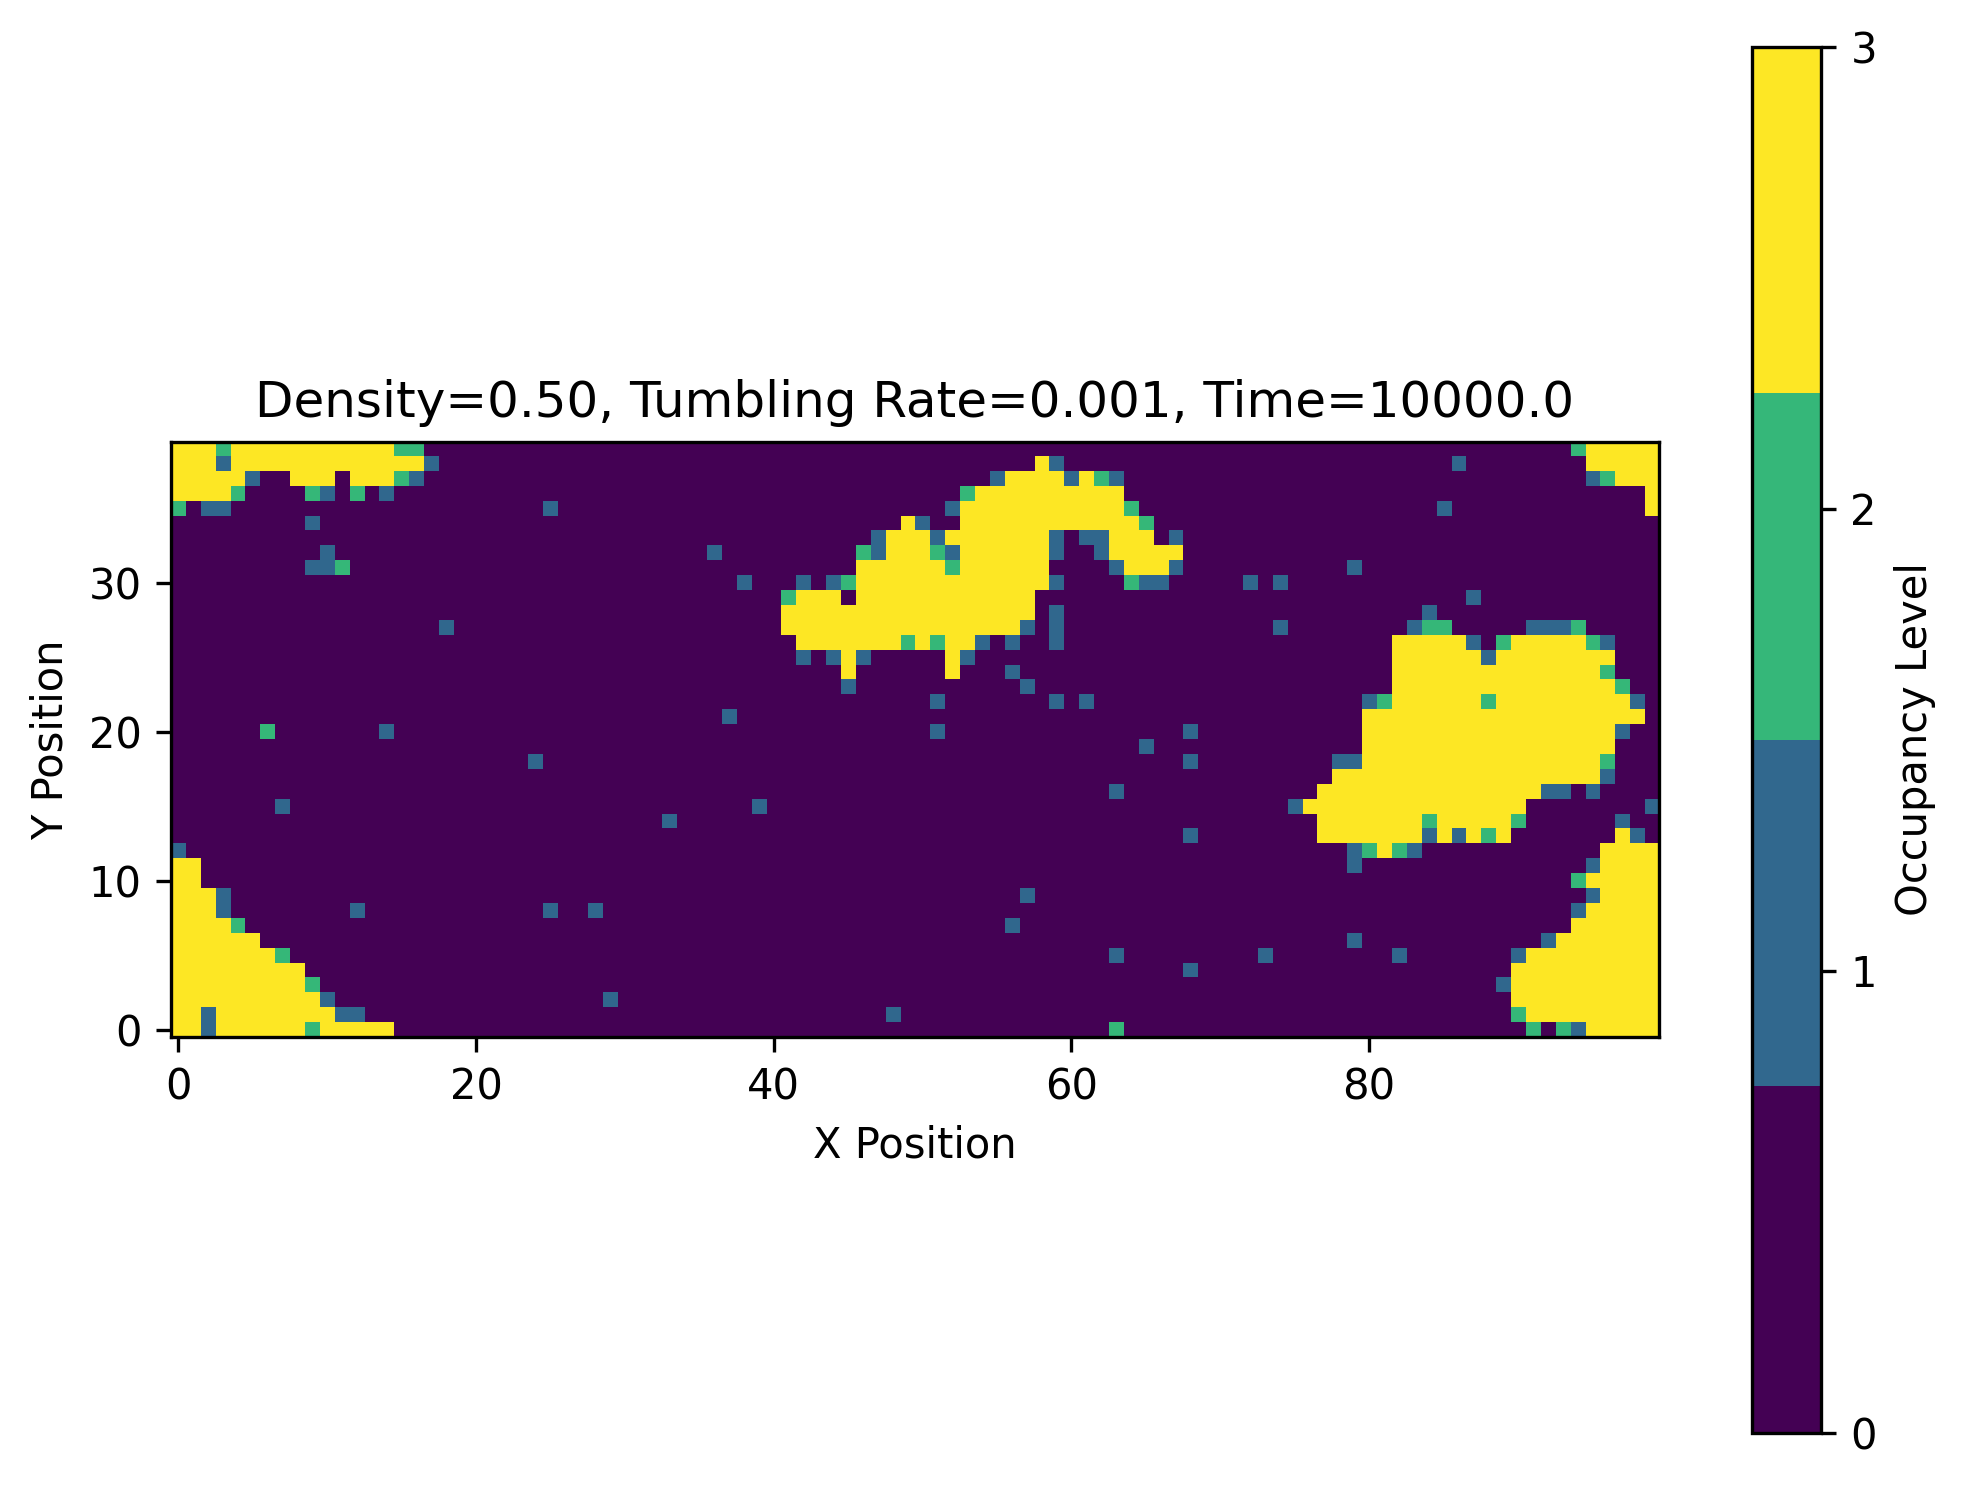 Density=0.50, Tumbling Rate=0.001, Time=10000.0
3
2
1
0
Occupancy Level
30
20
10
0
Y Position
0 20 40 60 80
X Position